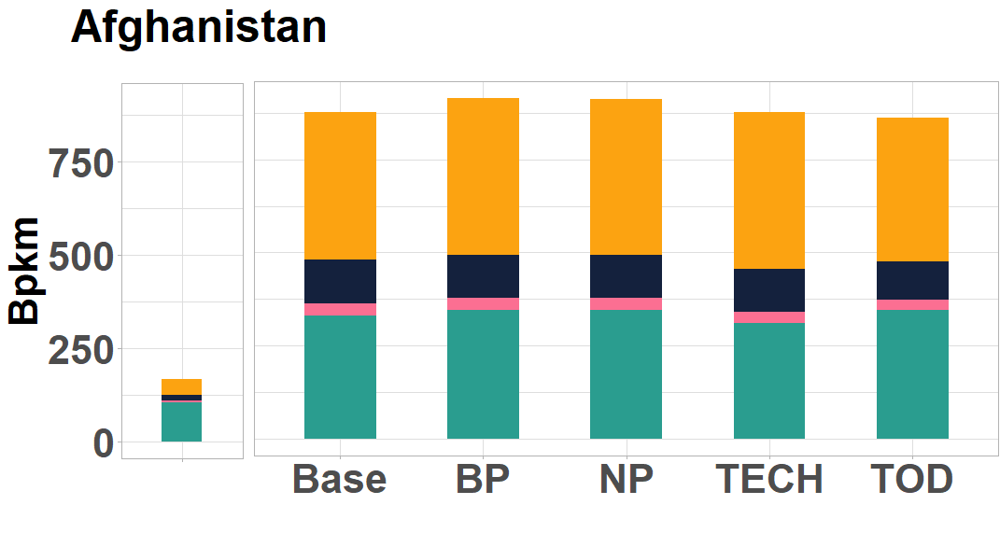 Afghanistan
Bpkm
750
500
250
0
Base BP NP TECH TOD